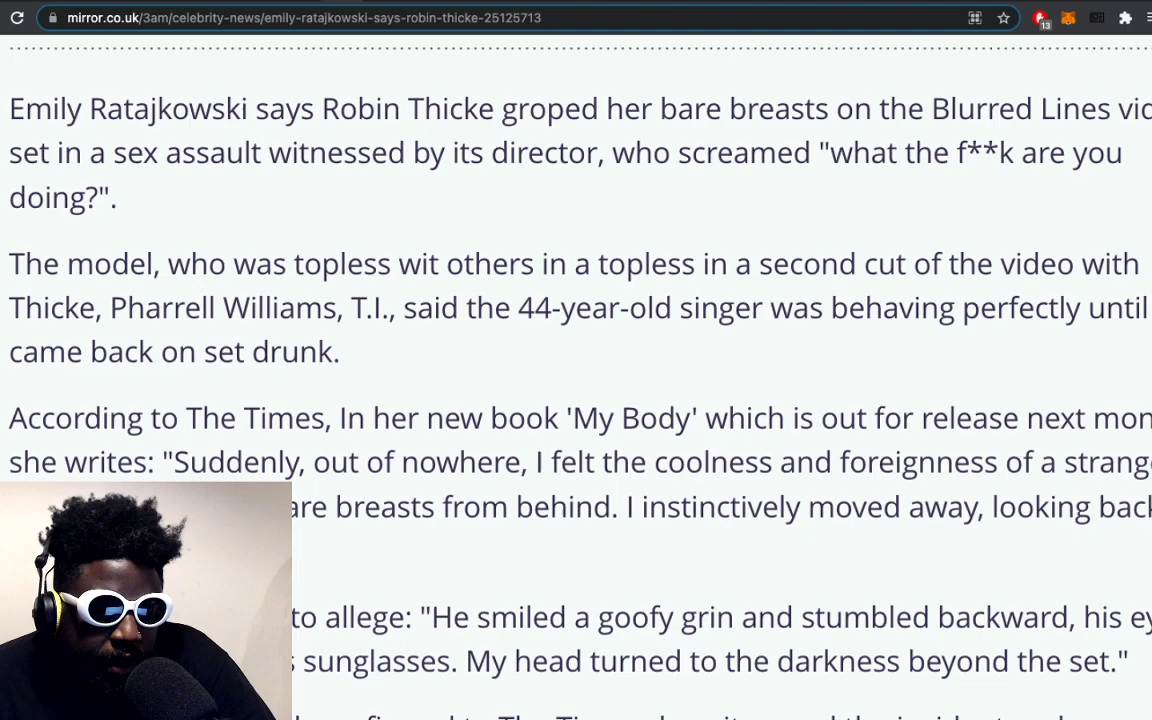 mirror.co.uk/3am/celebrity-news/emily-ratajkowski-says-robin-thicke-25125713
13
Emily Ratajkowski says Robin Thicke groped her bare breasts on the Blurred Lines vid
set in a sex assault witnessed by its director, who screamed "what the f**k are you
doing?".
The model, who was topless wit others in a topless in a second cut of the video with
Thicke, Pharrell Williams, T.I., said the 44-year-old singer was behaving perfectly until
came back on set drunk.
According to The Times, In her new book 'My Body' which is out for release next mon
she writes: "Suddenly, out of nowhere, I felt the coolness and foreignness of a strang
are breasts from behind. I instinctively moved away, looking back
to allege: "He smiled a goofy grin and stumbled backward, his ey
s sunglasses. My head turned to the darkness beyond the set."